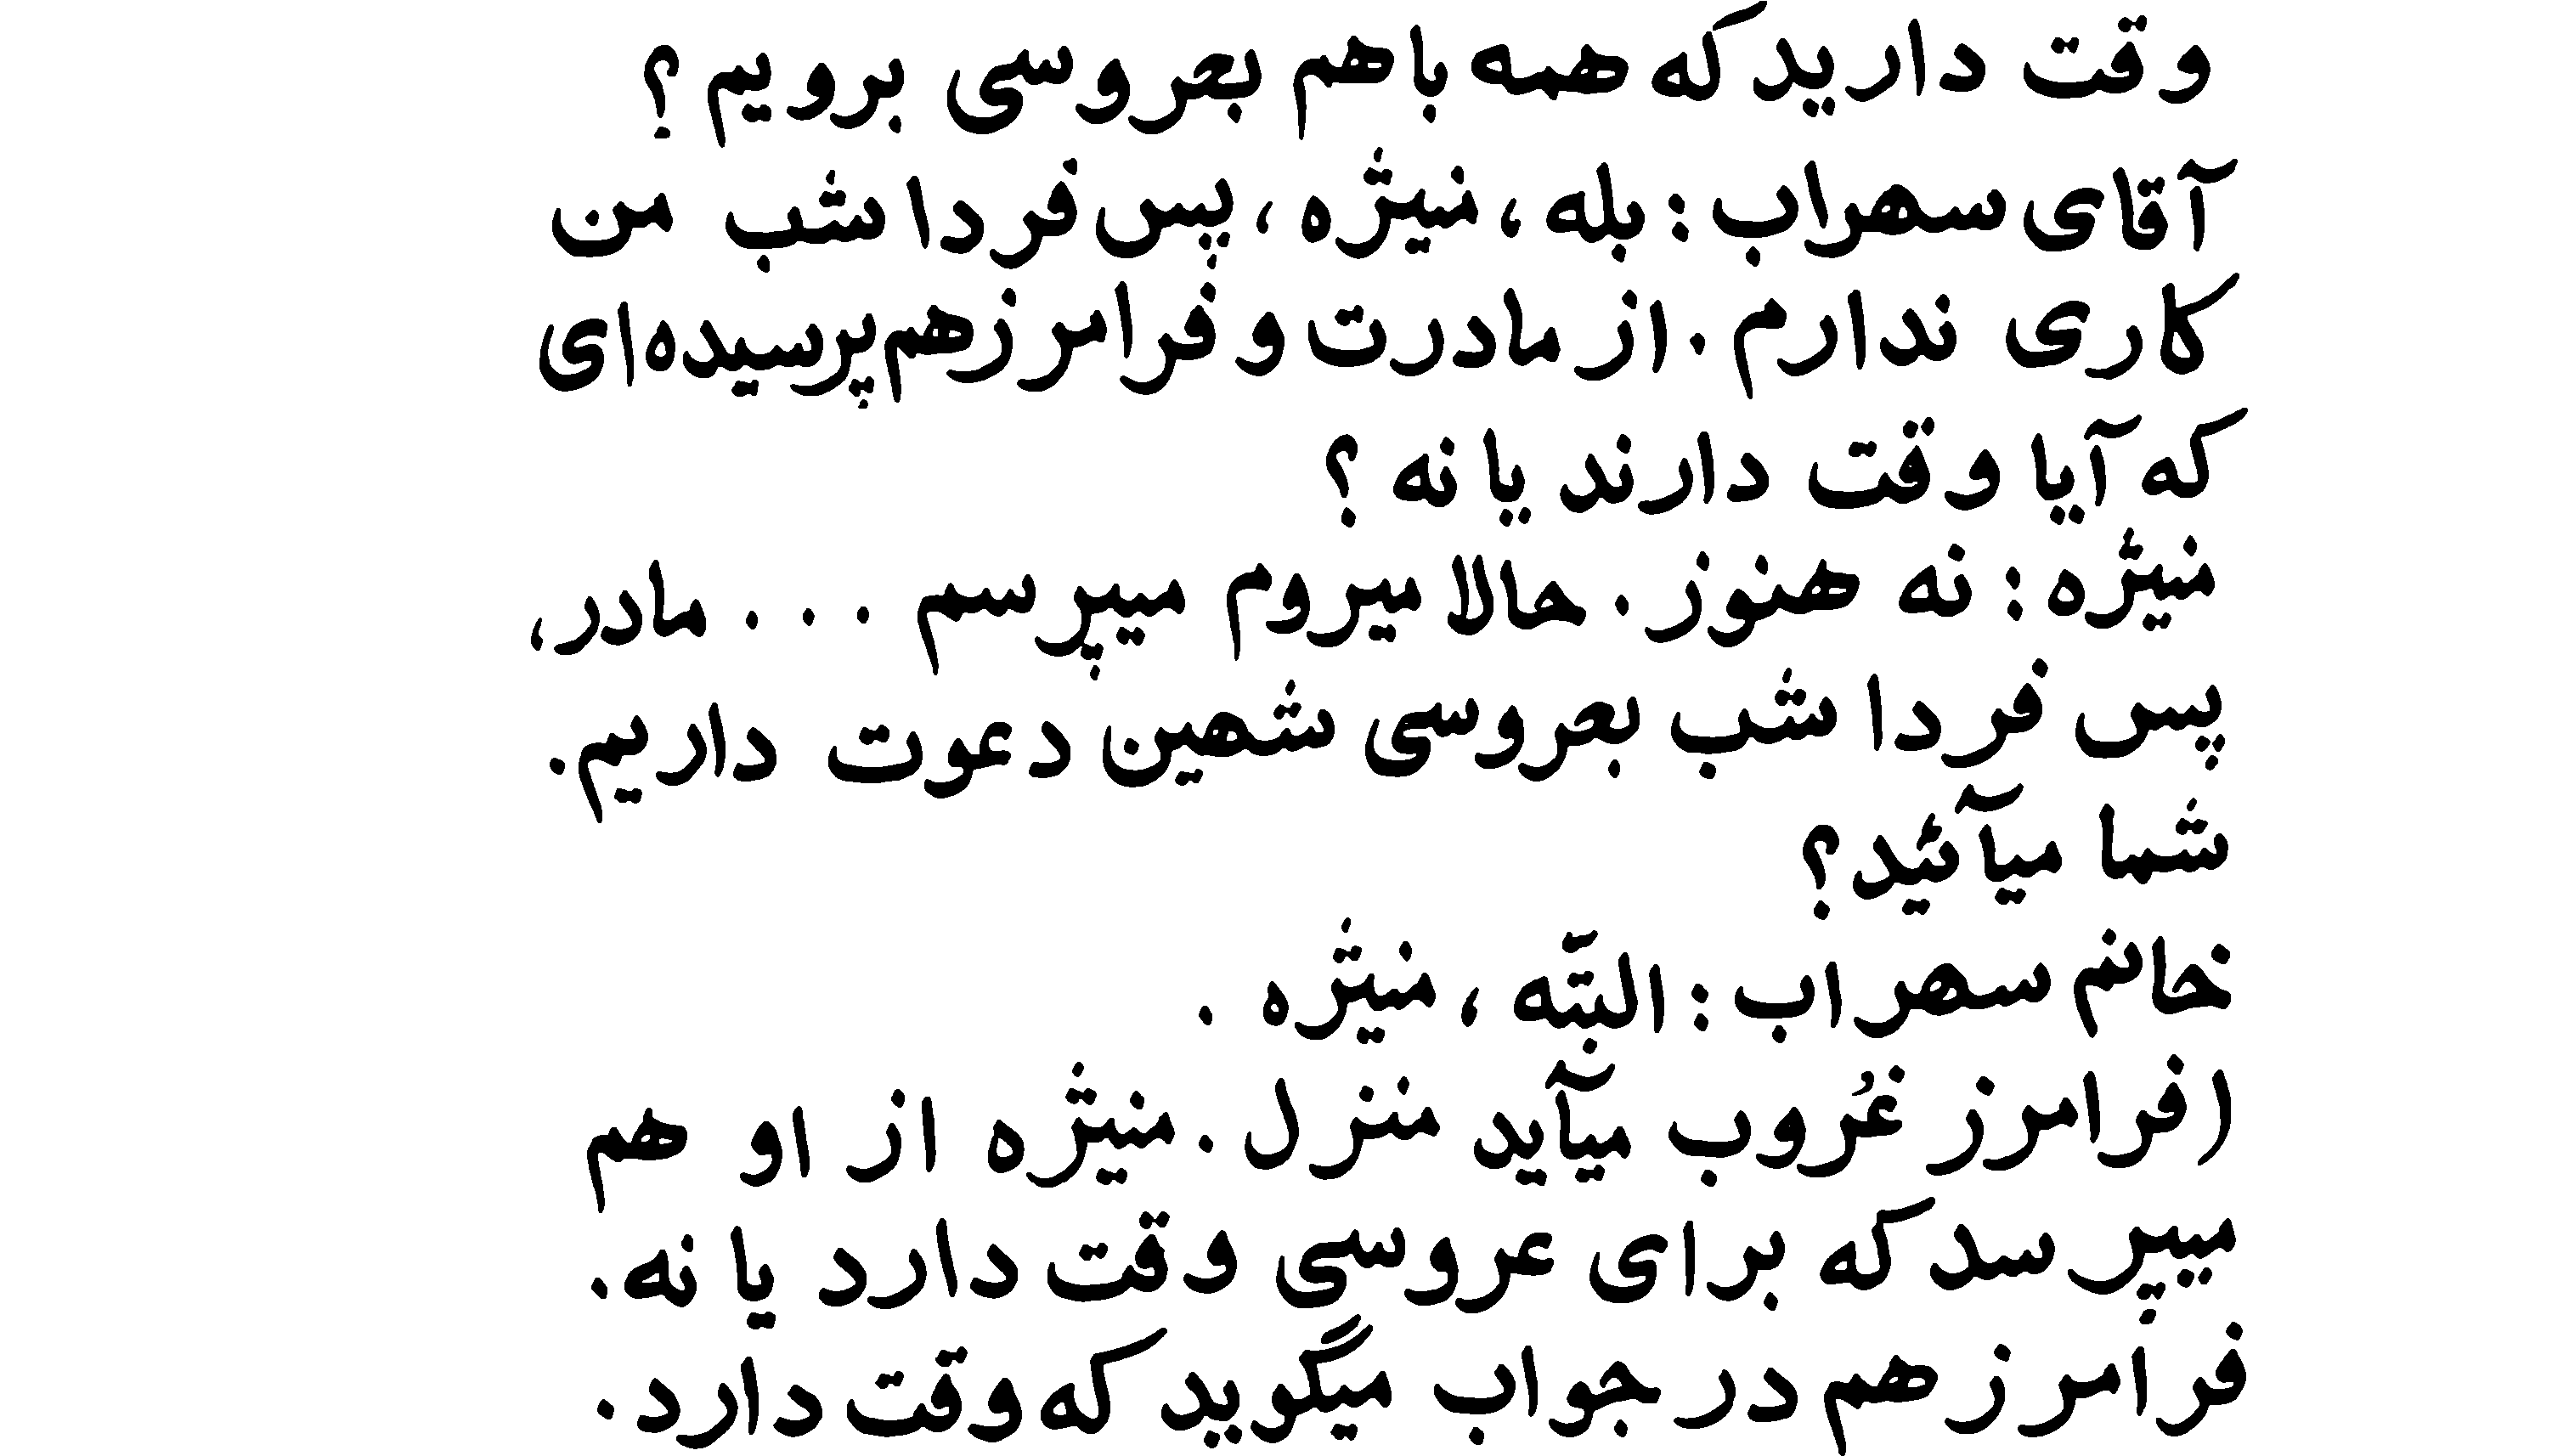 وقت دارید که همه باهم بعروسی برویم؟
آقای سهراب: بله، منیژه، پس فردا شب من
کاری ندارم. از مادرت و فرامرز هم پرسیده‌ای
که آیا وقت دارند یا نه؟
منیژه: نه هنوز. حالا میروم میپرسم ... مادر،
پس فردا شب بعروسی شهین دعوت داریم.
شما میآئید؟
خانم سهراب: البتّه، منیژه.
(فرامرز غُروب میآید منزل. منیژه از او هم
میپرسد که برای عروسی وقت دارد یا نه.
فرامرز هم در جواب میگوید که وقت دارد.